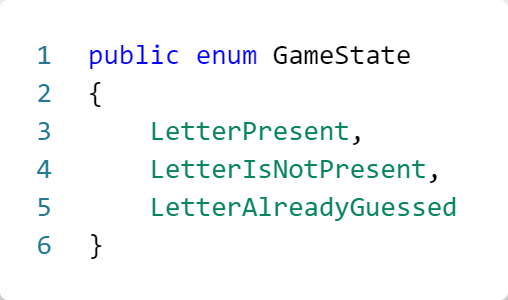 1 public enum GameState
2 {
3     LetterPresent,
4     LetterIsNotPresent,
5     LetterAlreadyGuessed
6 }